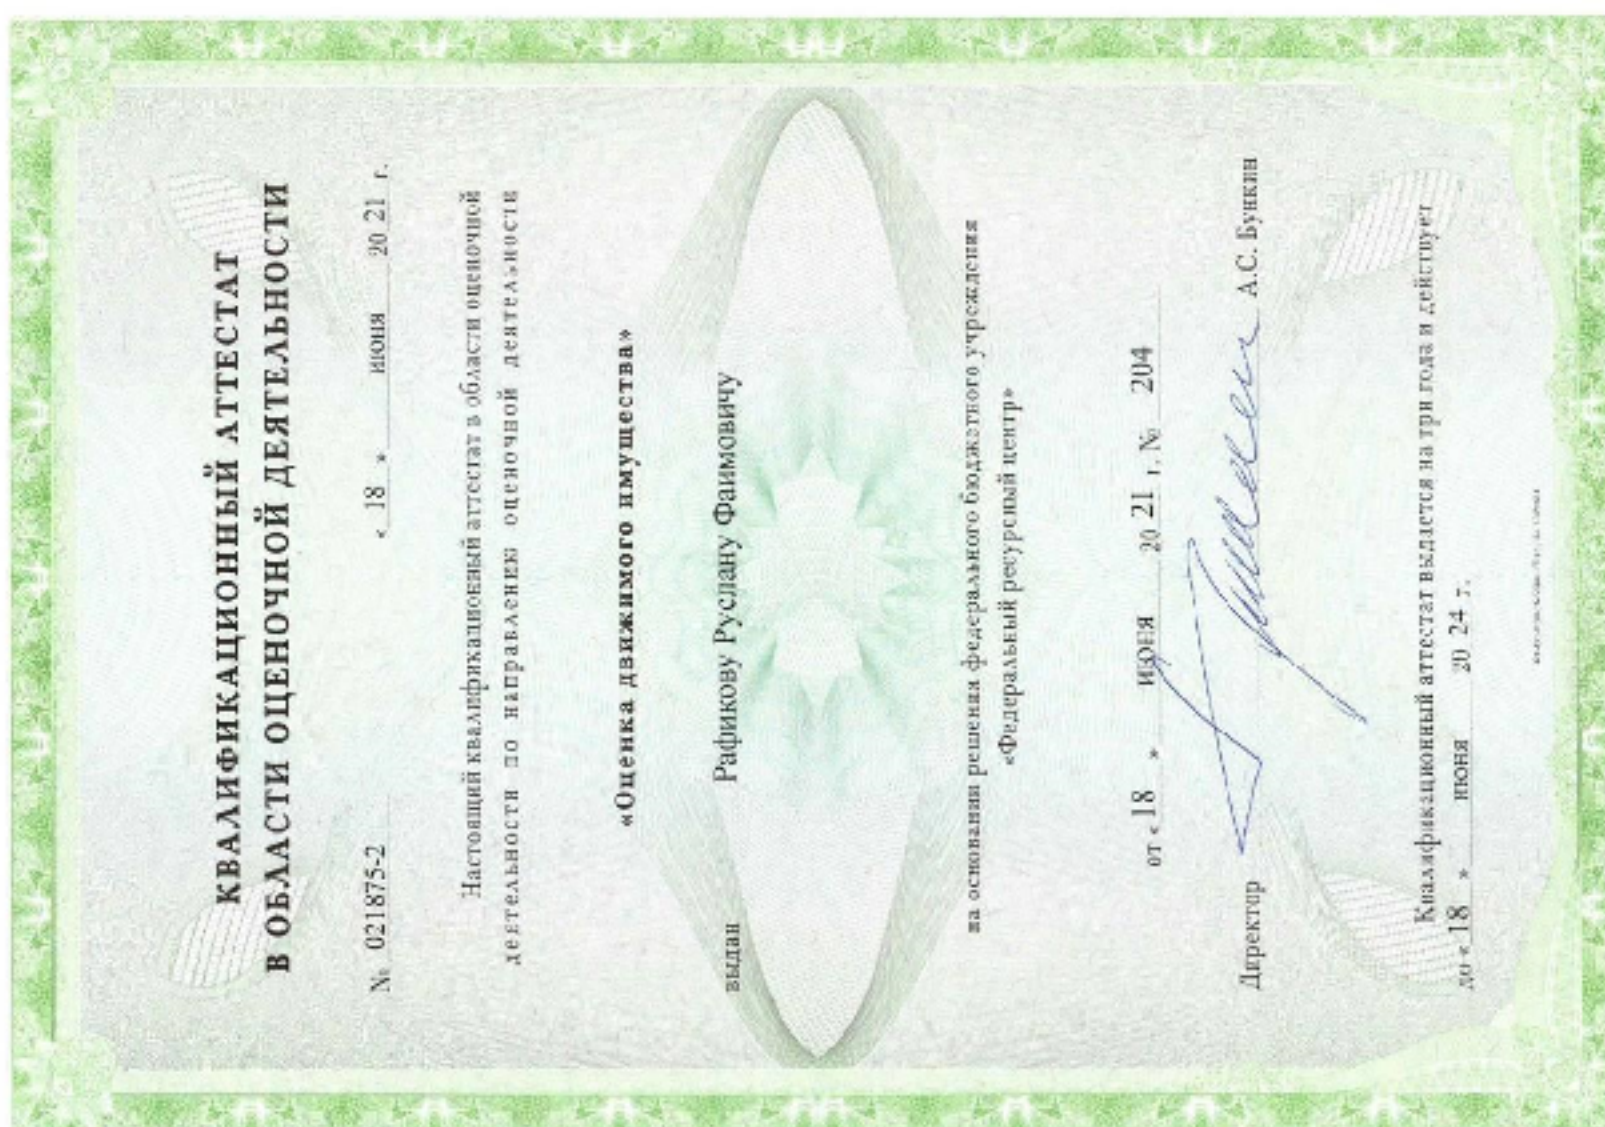 КВАЛИФИКАЦИОННЫЙ АТТЕСТАТ
В ОБЛАСТИ ОЦЕНОЧНОЙ ДЕЯТЕЛЬНОСТИ
№ 021875-2 « 18 » июня 20 21 г.
Настоящий квалификационный аттестат в области оценочной
деятельности по направлению оценочной деятельности
«Оценка движимого имущества»
выдан Рафикову Руслану Фаимовичу
на основании решения федерального бюджетного учреждения
«Федеральный ресурсный центр»
от « 18 » июня 20 21 г. № 204
Директор А.С. Бункин
Квалификационный аттестат выдается на три года и действует
до « 18 » июня 20 24 г.